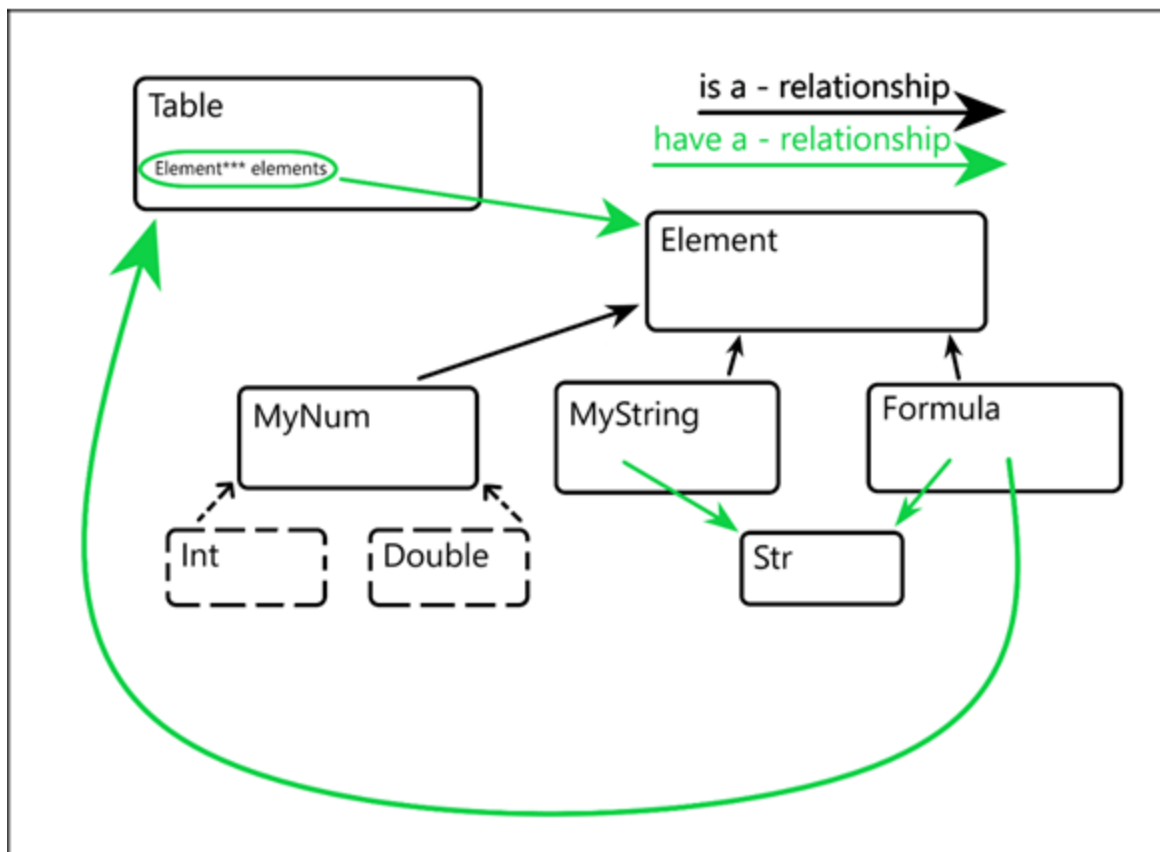 Table
Element*** elements
is a - relationship
have a - relationship
Element
MyNum
MyString
Formula
Int
Double
Str